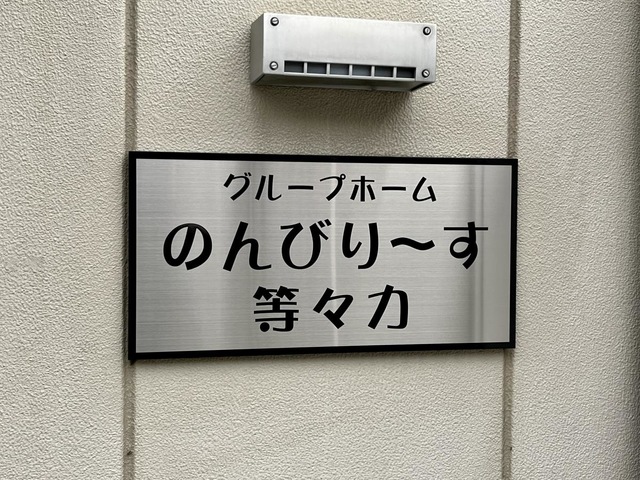 グループホーム
のんびり〜す
等々力